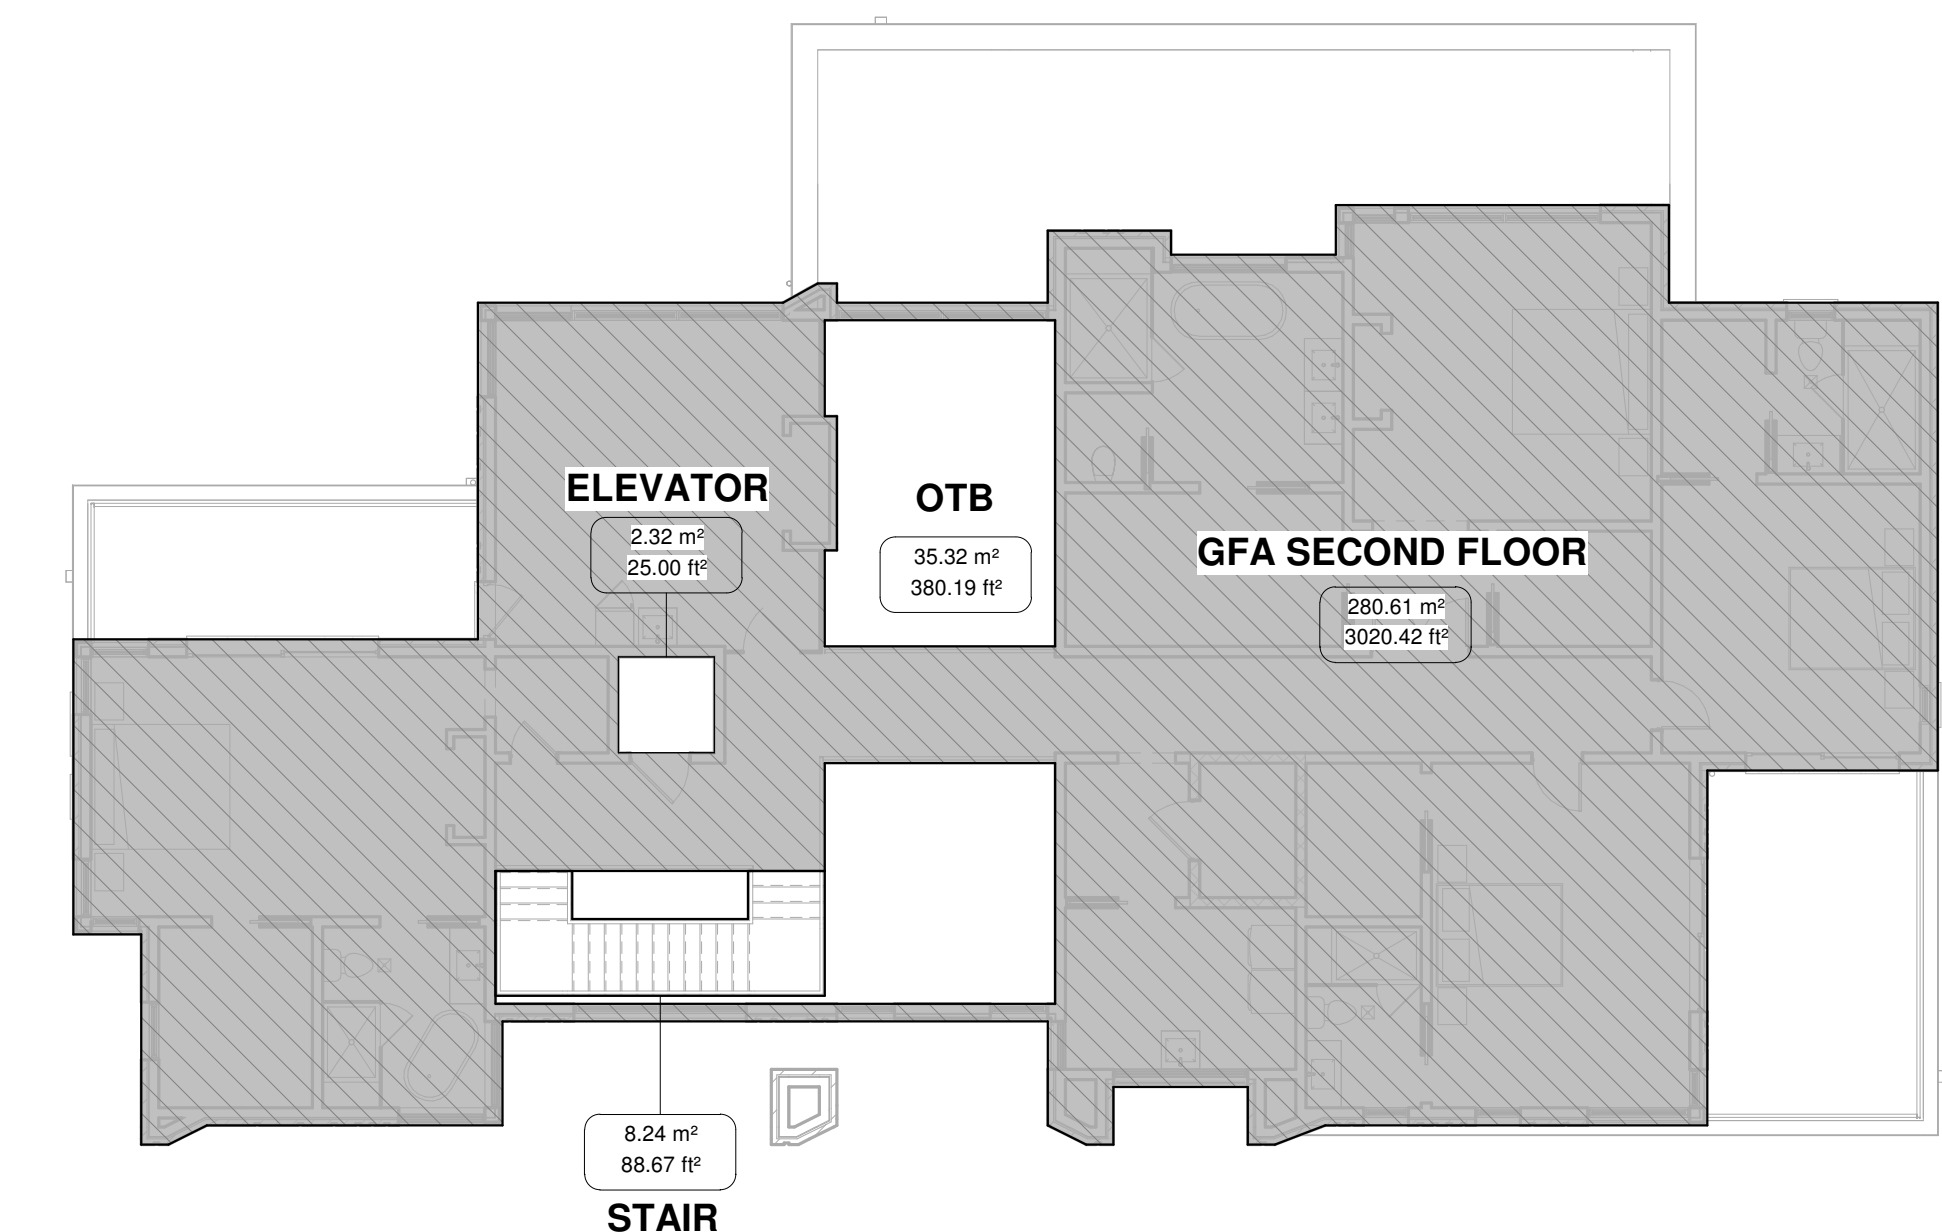 ELEVATOR
2.32 m²
25.00 ft²
OTB
35.32 m²
380.19 ft²
GFA SECOND FLOOR
280.61 m²
3020.42 ft²
8.24 m²
88.67 ft²
STAIR